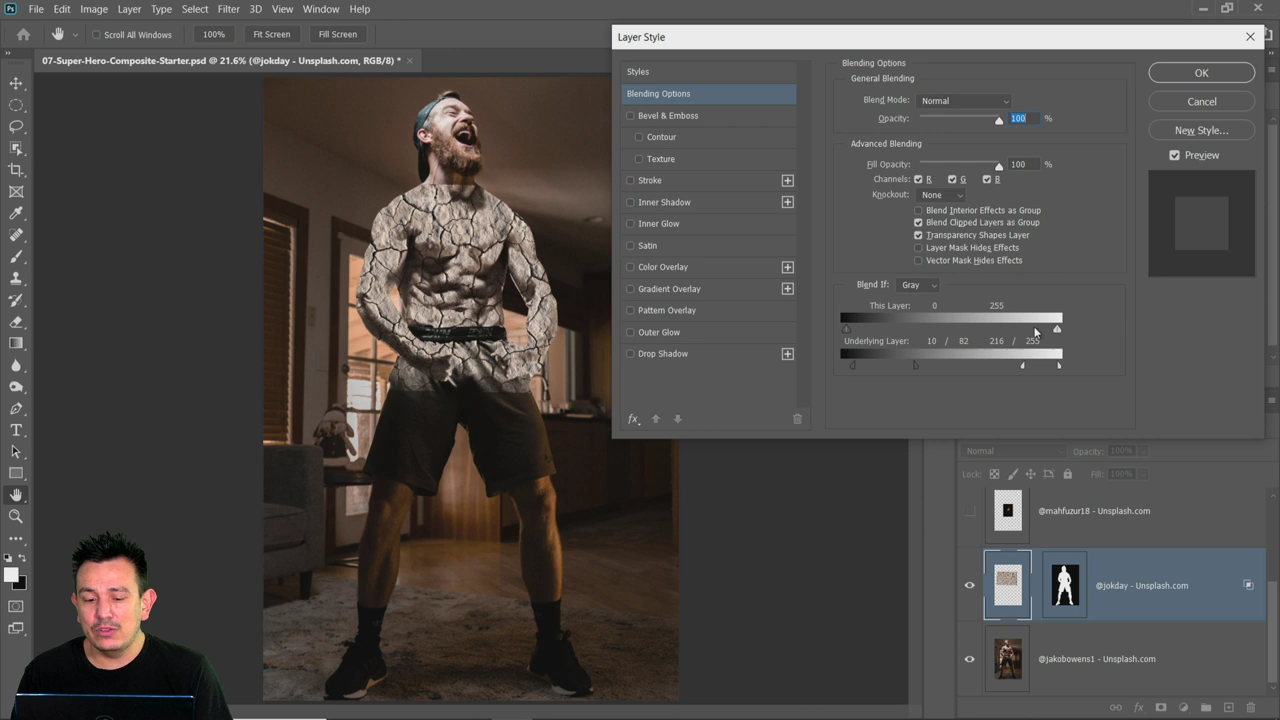 Ps File Edit Image Layer Type Select Filter 3D View Window Help
Scroll All Windows 100% Fit Screen Fill Screen
07-Super-Hero-Composite-Starter.psd @ 21.6% (@jokday - Unsplash.com, RGB/8) *
Layer Style
Styles
Blending Options
Bevel & Emboss
Contour
Texture
Stroke
Inner Shadow
Inner Glow
Satin
Color Overlay
Gradient Overlay
Pattern Overlay
Outer Glow
Drop Shadow
fx
Blending Options
General Blending
Blend Mode: Normal
Opacity: 100 %
Advanced Blending
Fill Opacity: 100 %
Channels: R G B
Knockout: None
Blend Interior Effects as Group
Blend Clipped Layers as Group
Transparency Shapes Layer
Layer Mask Hides Effects
Vector Mask Hides Effects
Blend If: Gray
This Layer: 0 255
Underlying Layer: 10 / 82 216 / 255
OK
Cancel
New Style...
Preview
Normal Opacity: 100%
Lock: Fill: 100%
@mahfuzur18 - Unsplash.com
@jokday - Unsplash.com
@jakobowens1 - Unsplash.com
fx